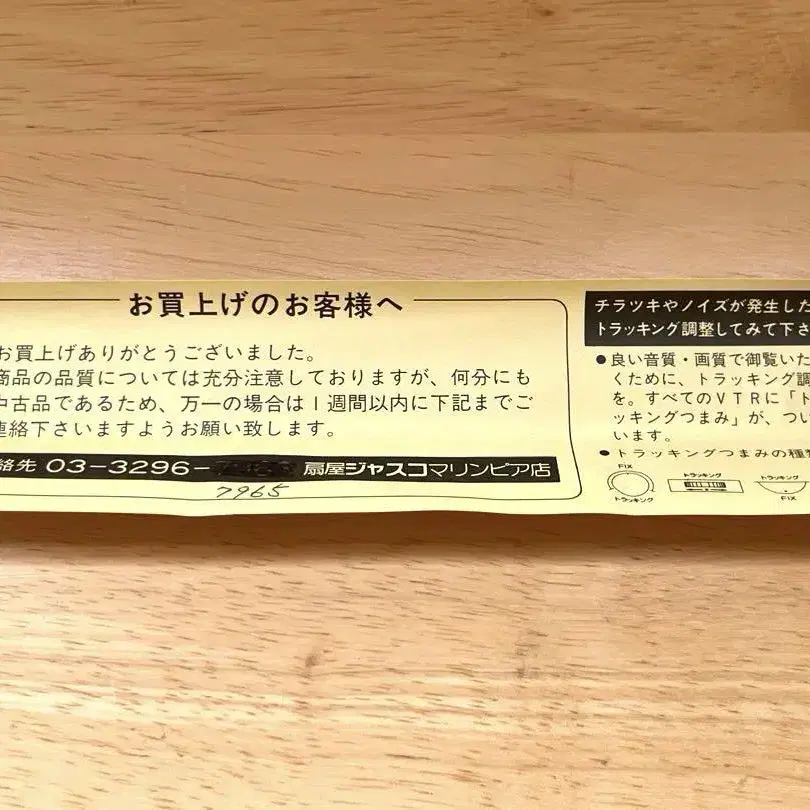 お買上げのお客様へ
お買上げありがとうございました。
商品の品質については充分注意しておりますが、何分にも
中古品であるため、万一の場合は1週間以内に下記までご
連絡下さいますようお願い致します。
絡先 03-3296- 扇屋ジャスコマリンピア店
7965
チラツキやノイズが発生した
トラッキング調整してみて下さ
●良い音質・画質で御覧いた
くために、トラッキング調
を。すべてのVTRに「ト
ッキングつまみ」が、つい
います。
●トラッキングつまみの種類
FIX
トラッキング
トラッキング
トラッキング
FIX